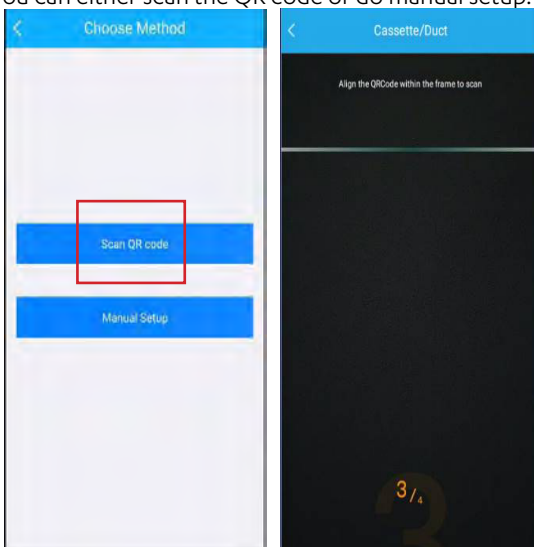 ou can either scan the QR code or do manual setup.
Choose Method
Scan QR code
Manual Setup
Cassette/Duct
Align the QRCode within the frame to scan
3/4